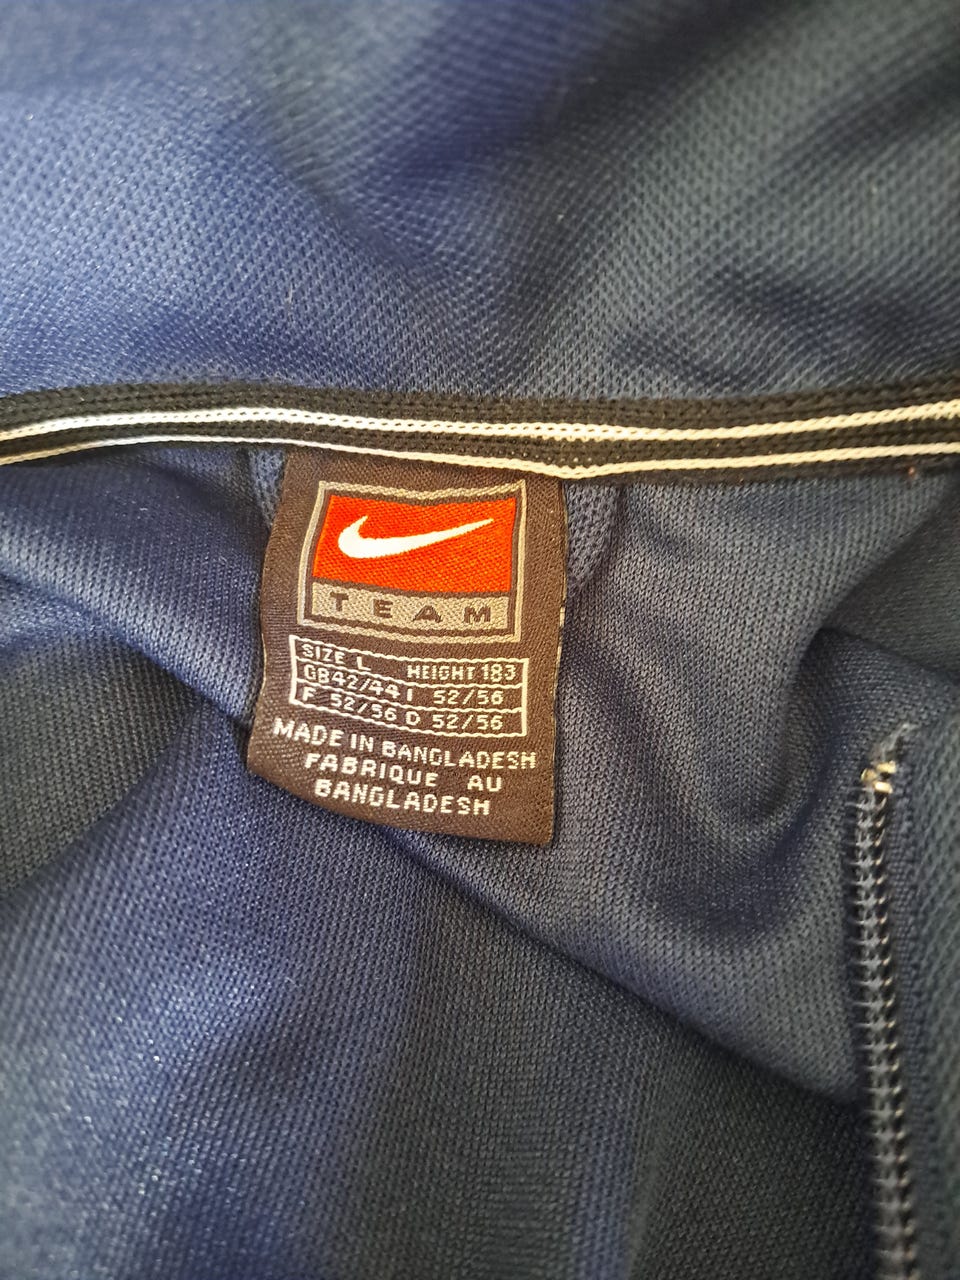 TEAM
SIZE L HEIGHT 183
GB42/44 I 52/56
F 52/56 D 52/56
MADE IN BANGLADESH
FABRIQUE AU
BANGLADESH